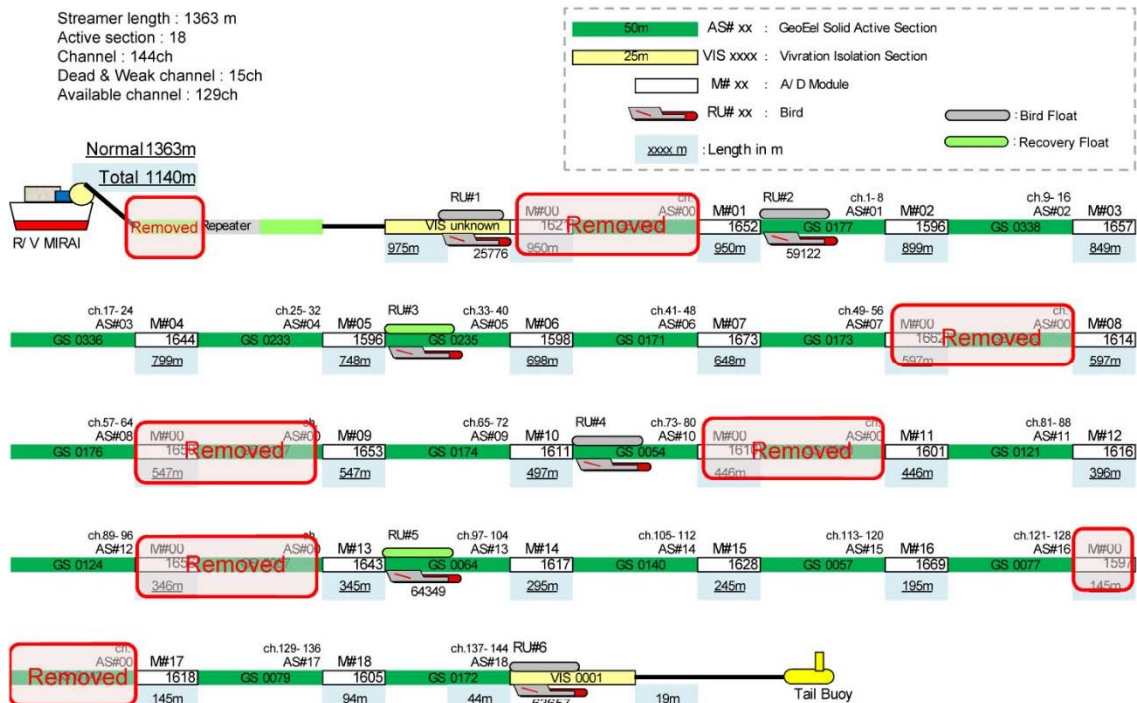 Streamer length : 1363 m
Active section : 18
Channel : 144ch
Dead & Weak channel : 15ch
Available channel : 129ch
50m AS# xx : GeoEel Solid Active Section
25m VIS xxxx : Vivration Isolation Section
M# xx : A/D Module
RU# xx : Bird
xxxx m : Length in m
: Bird Float
: Recovery Float
Normal 1363m
Total 1140m
R/V MIRAI
Removed Repeater
RU#1 RU#2 ch.1-8 ch.9-16
M#00 ch. AS#00 M#01 AS#01 M#02 AS#02 M#03
VIS unknown Removed 1652 GS 0177 1596 GS 0338 1657
975m 25776 950m 950m 59122 899m 849m
ch.17-24 ch.25-32 RU#3 ch.33-40 ch.41-48 ch.49-56 ch.
AS#03 M#04 AS#04 M#05 AS#05 M#06 AS#06 M#07 AS#07 M#00 AS#00 M#08
GS 0336 1644 GS 0233 1596 GS 0235 1598 GS 0171 1673 GS 0173 1662 Removed 1614
799m 748m 698m 648m 597m 597m
ch.57-64 ch. ch.65-72 RU#4 ch.73-80 ch. ch.81-88
AS#08 M#00 AS#00 M#09 AS#09 M#10 AS#10 M#00 AS#00 M#11 AS#11 M#12
GS 0176 Removed 1653 GS 0174 1611 GS 0054 Removed 1601 GS 0121 1616
547m 547m 497m 446m 446m 396m
ch.89-96 ch. RU#5 ch.97-104 ch.105-112 ch.113-120 ch.121-128
AS#12 M#00 AS#00 M#13 AS#13 M#14 AS#14 M#15 AS#15 M#16 AS#16 M#00
GS 0124 Removed 1643 GS 0064 1617 GS 0140 1628 GS 0057 1669 GS 0077 1597
346m 345m 64349 295m 245m 195m 145m
ch. ch.129-136 ch.137-144 RU#6
AS#00 M#17 AS#17 M#18 AS#18
Removed 1618 GS 0079 1605 GS 0172 VIS 0001 Tail Buoy
145m 94m 44m 19m